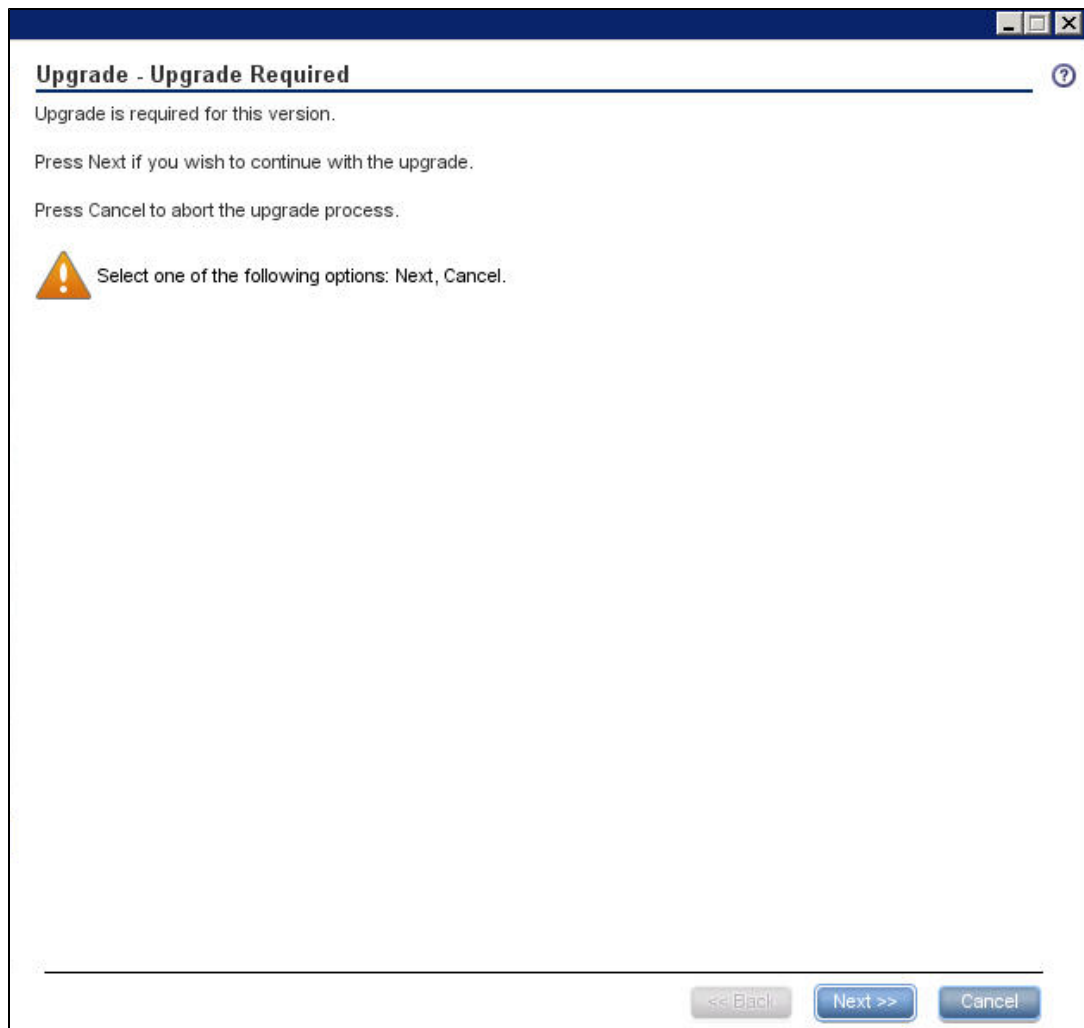 Upgrade - Upgrade Required
Upgrade is required for this version.
Press Next if you wish to continue with the upgrade.
Press Cancel to abort the upgrade process.
Select one of the following options: Next, Cancel.
<< Back
Next >>
Cancel